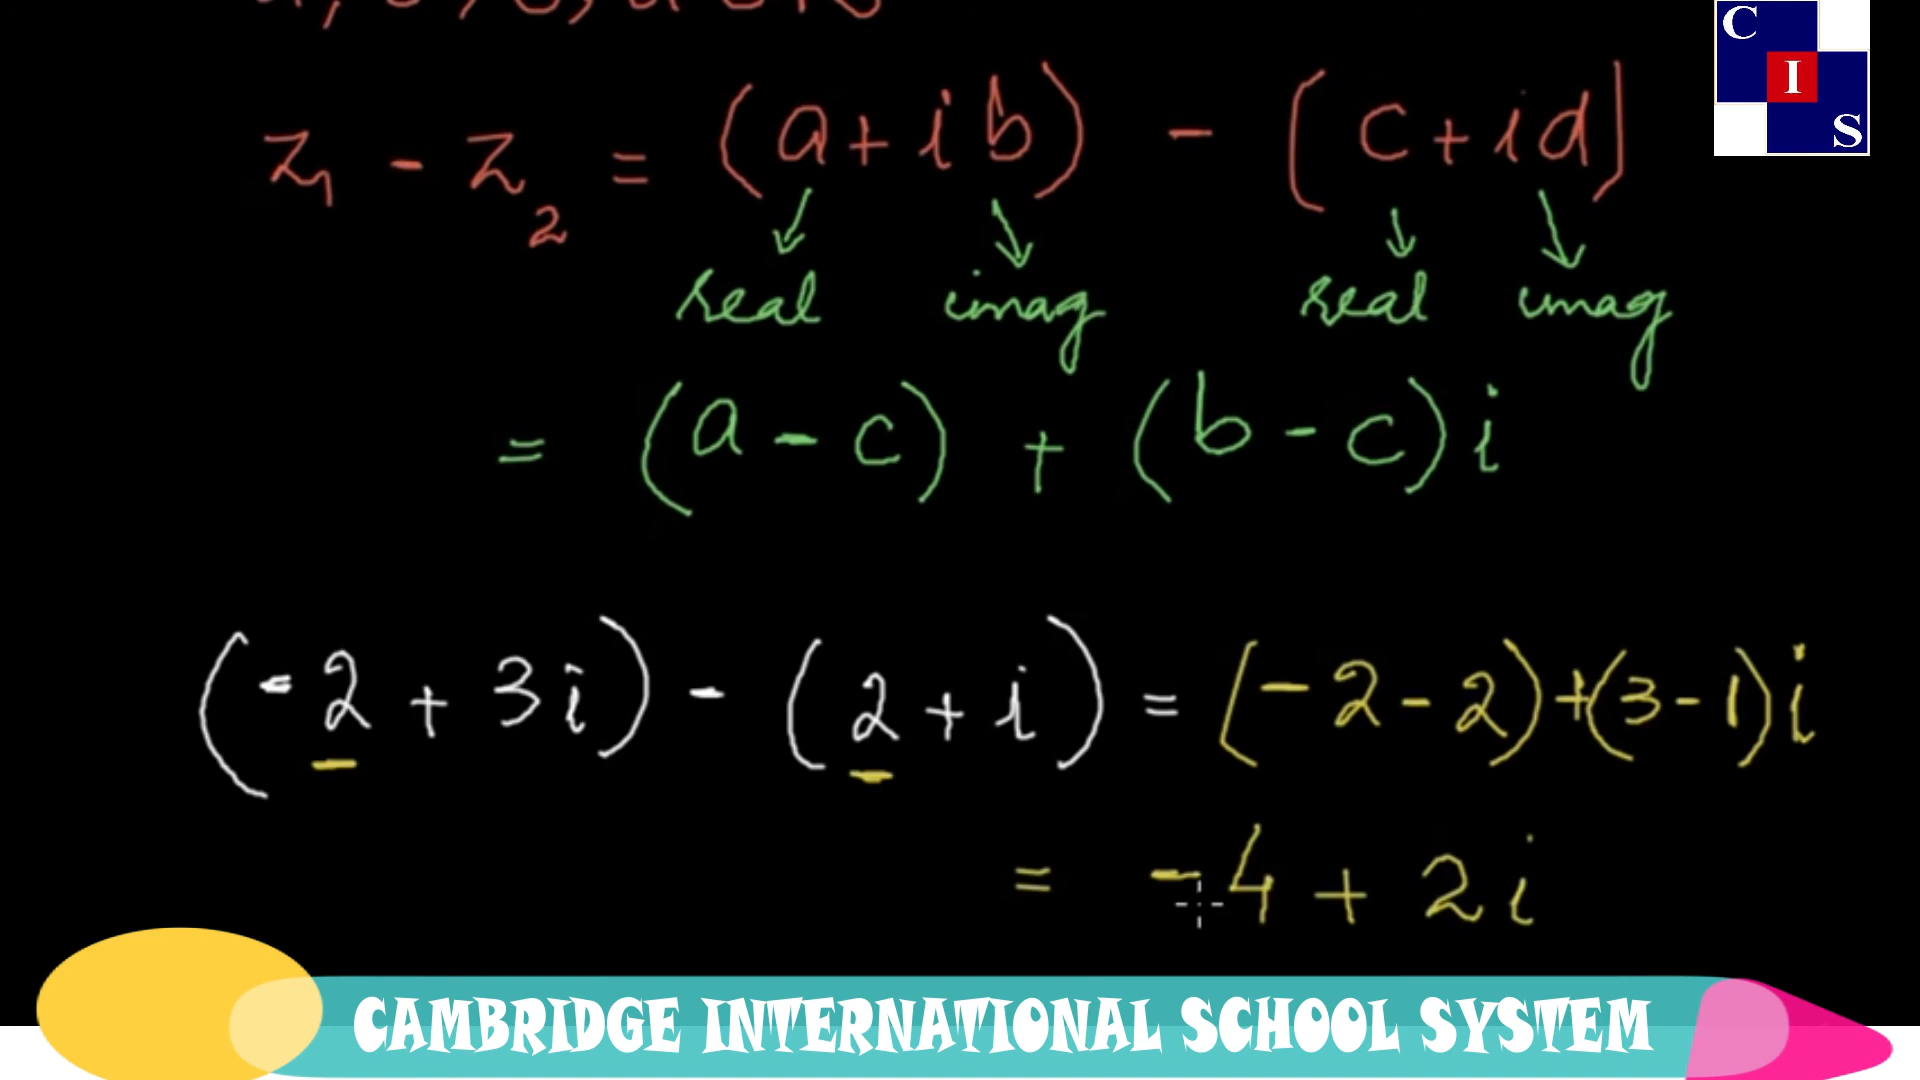 C
I
S
z₁ - z₂ = (a + ib) - [c + id]
real imag real imag
= (a - c) + (b - c) i
(-2 + 3i) - (2 + i) = (-2 - 2) + (3 - 1) i
= -4 + 2i
CAMBRIDGE INTERNATIONAL SCHOOL SYSTEM